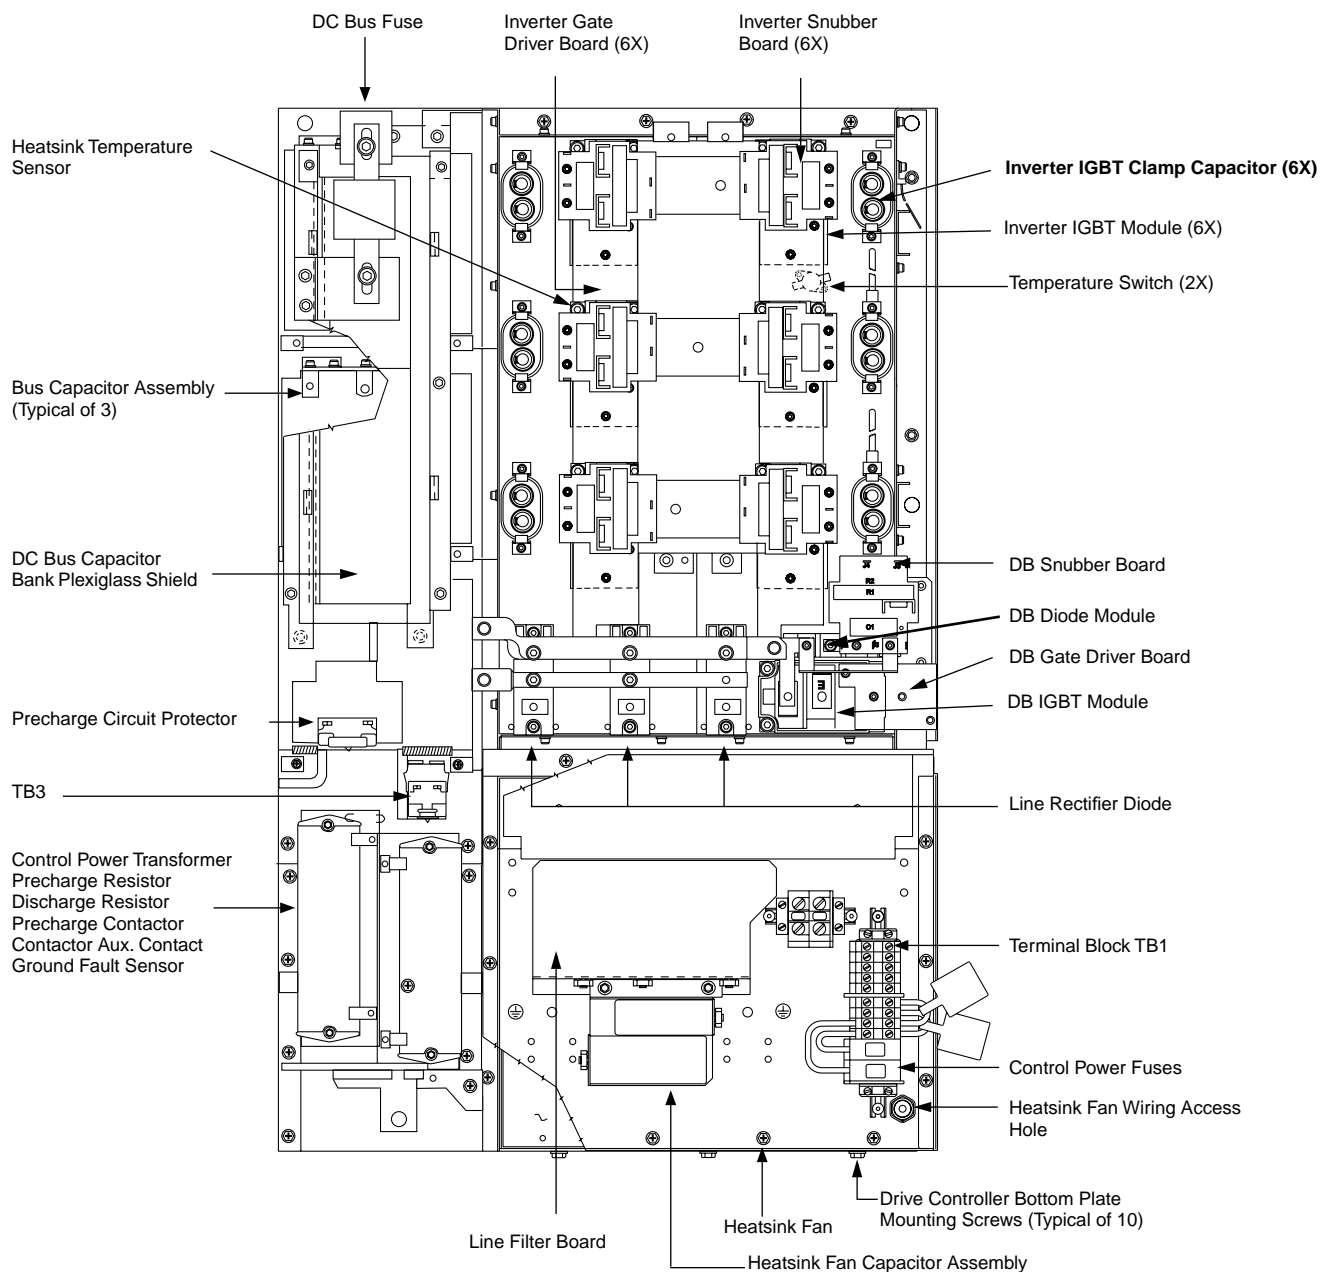 DC Bus Fuse
Inverter Gate
Driver Board (6X)
Inverter Snubber
Board (6X)
Heatsink Temperature
Sensor
Inverter IGBT Clamp Capacitor (6X)
Inverter IGBT Module (6X)
Temperature Switch (2X)
Bus Capacitor Assembly
(Typical of 3)
DC Bus Capacitor
Bank Plexiglass Shield
DB Snubber Board
R2
R1
C1
DB Diode Module
DB Gate Driver Board
DB IGBT Module
Precharge Circuit Protector
TB3
Line Rectifier Diode
Control Power Transformer
Precharge Resistor
Discharge Resistor
Precharge Contactor
Contactor Aux. Contact
Ground Fault Sensor
Terminal Block TB1
Control Power Fuses
Heatsink Fan Wiring Access
Hole
Drive Controller Bottom Plate
Mounting Screws (Typical of 10)
Heatsink Fan
Line Filter Board
Heatsink Fan Capacitor Assembly